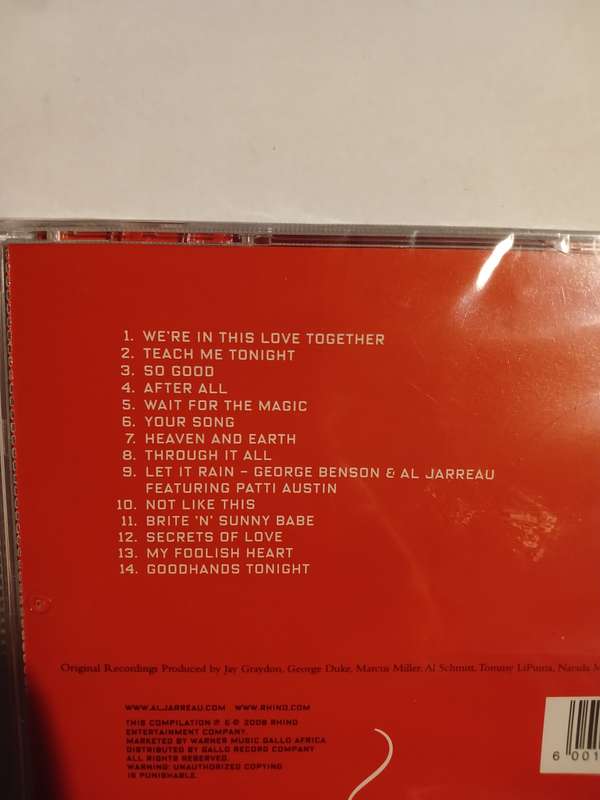 1. WE'RE IN THIS LOVE TOGETHER
2. TEACH ME TONIGHT
3. SO GOOD
4. AFTER ALL
5. WAIT FOR THE MAGIC
6. YOUR SONG
7. HEAVEN AND EARTH
8. THROUGH IT ALL
9. LET IT RAIN – GEORGE BENSON & AL JARREAU
FEATURING PATTI AUSTIN
10. NOT LIKE THIS
11. BRITE 'N' SUNNY BABE
12. SECRETS OF LOVE
13. MY FOOLISH HEART
14. GOODHANDS TONIGHT
Original Recordings Produced by Jay Graydon, George Duke, Marcus Miller, Al Schmitt, Tommy LiPuma, Narada M
WWW.ALJARREAU.COM WWW.RHINO.COM
THIS COMPILATION ℗ & © 2008 RHINO
ENTERTAINMENT COMPANY.
MARKETED BY WARNER MUSIC GALLO AFRICA
DISTRIBUTED BY GALLO RECORD COMPANY
ALL RIGHTS RESERVED.
WARNING: UNAUTHORIZED COPYING
IS PUNISHABLE.
6 001